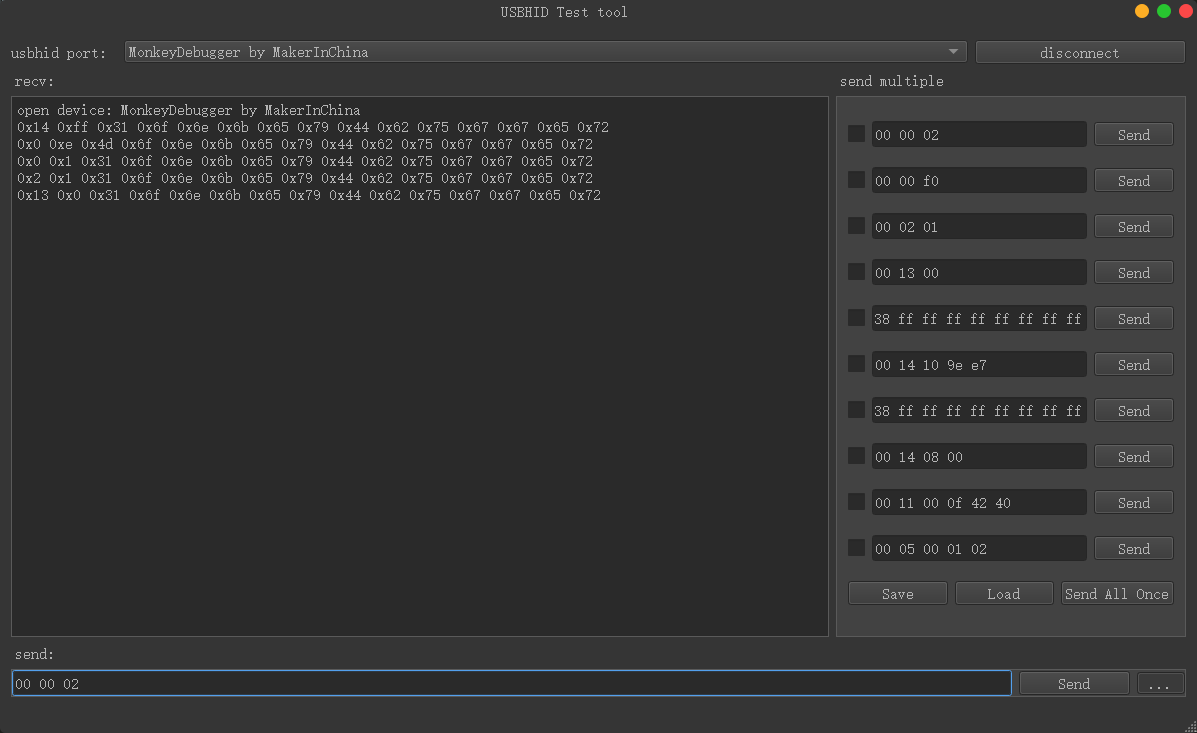 USBHID Test tool
usbhid port: MonkeyDebugger by MakerInChina disconnect
recv:
open device: MonkeyDebugger by MakerInChina
0x14 0xff 0x31 0x6f 0x6e 0x6b 0x65 0x79 0x44 0x62 0x75 0x67 0x67 0x65 0x72
0x0 0xe 0x4d 0x6f 0x6e 0x6b 0x65 0x79 0x44 0x62 0x75 0x67 0x67 0x65 0x72
0x0 0x1 0x31 0x6f 0x6e 0x6b 0x65 0x79 0x44 0x62 0x75 0x67 0x67 0x65 0x72
0x2 0x1 0x31 0x6f 0x6e 0x6b 0x65 0x79 0x44 0x62 0x75 0x67 0x67 0x65 0x72
0x13 0x0 0x31 0x6f 0x6e 0x6b 0x65 0x79 0x44 0x62 0x75 0x67 0x67 0x65 0x72
send multiple
00 00 02 Send
00 00 f0 Send
00 02 01 Send
00 13 00 Send
38 ff ff ff ff ff ff ff ff Send
00 14 10 9e e7 Send
38 ff ff ff ff ff ff ff ff Send
00 14 08 00 Send
00 11 00 0f 42 40 Send
00 05 00 01 02 Send
Save Load Send All Once
send:
00 00 02 Send ...